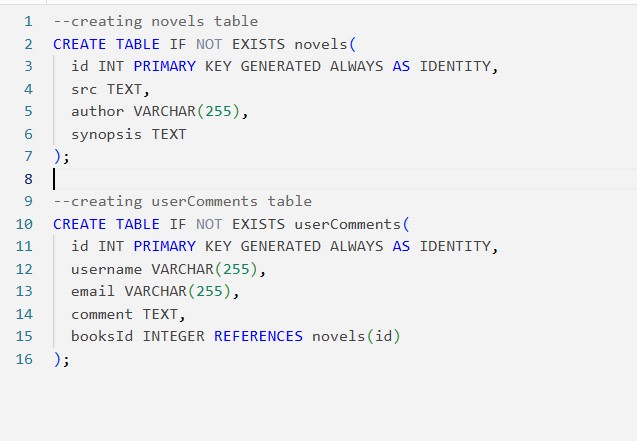 1 --creating novels table
2 CREATE TABLE IF NOT EXISTS novels(
3 id INT PRIMARY KEY GENERATED ALWAYS AS IDENTITY,
4 src TEXT,
5 author VARCHAR(255),
6 synopsis TEXT
7 );
8
9 --creating userComments table
10 CREATE TABLE IF NOT EXISTS userComments(
11 id INT PRIMARY KEY GENERATED ALWAYS AS IDENTITY,
12 username VARCHAR(255),
13 email VARCHAR(255),
14 comment TEXT,
15 booksId INTEGER REFERENCES novels(id)
16 );